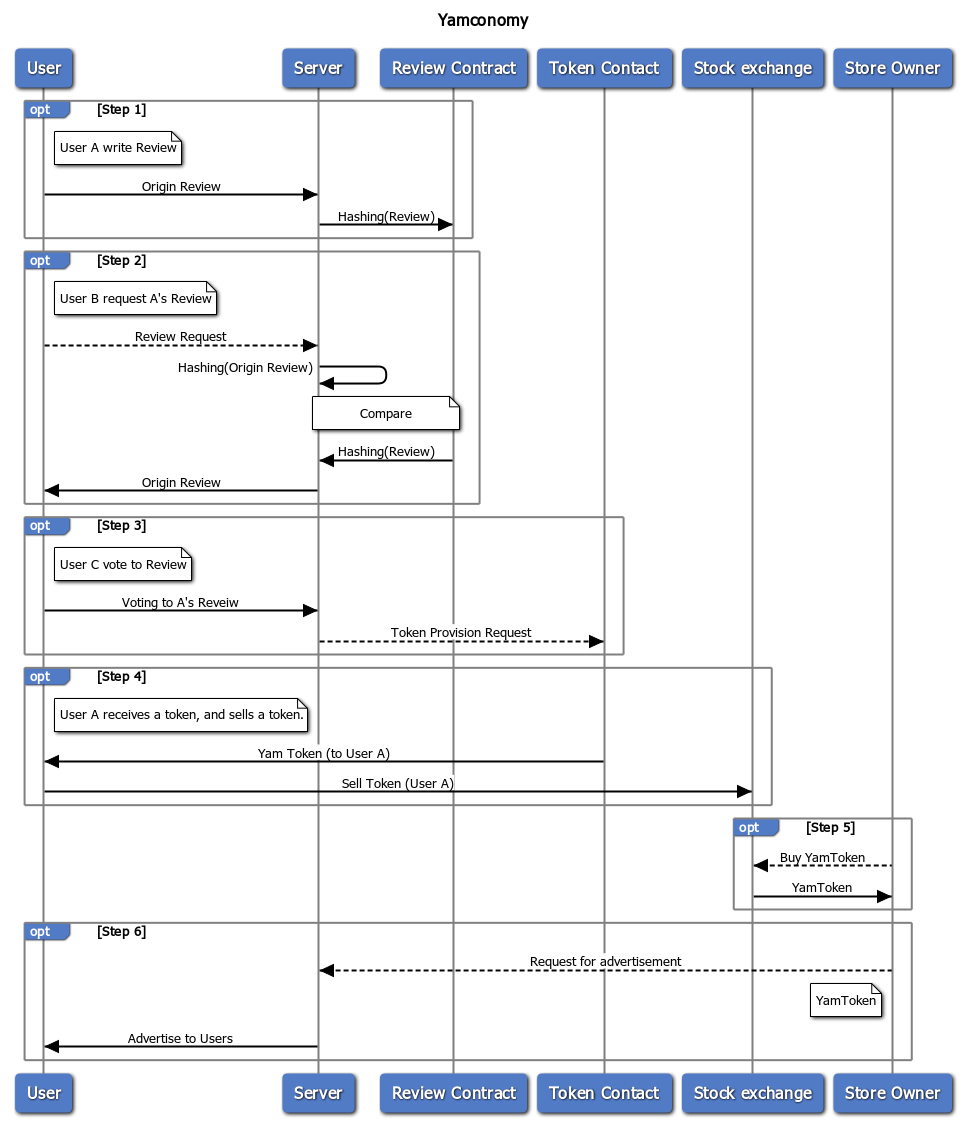 Yamconomy
User Server Review Contract Token Contact Stock exchange Store Owner
opt [Step 1]
User A write Review
Origin Review
Hashing(Review)
opt [Step 2]
User B request A's Review
Review Request
Hashing(Origin Review)
Compare
Hashing(Review)
Origin Review
opt [Step 3]
User C vote to Review
Voting to A's Reveiw
Token Provision Request
opt [Step 4]
User A receives a token, and sells a token.
Yam Token (to User A)
Sell Token (User A)
opt [Step 5]
Buy YamToken
YamToken
opt [Step 6]
Request for advertisement
YamToken
Advertise to Users
User Server Review Contract Token Contact Stock exchange Store Owner